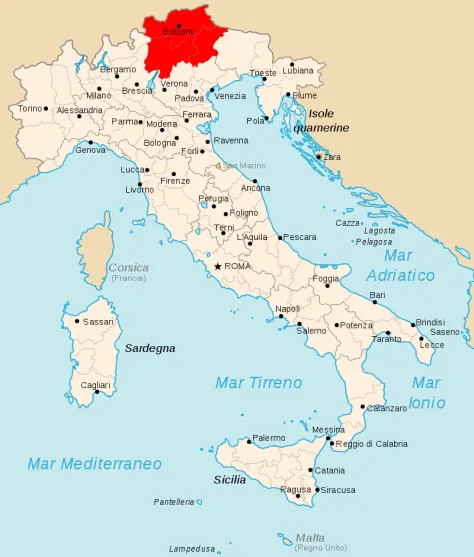 Bolzano
Bergamo
Trieste
Lubiana
Verona
Brescia
Milano
Padova
Venezia
Fiume
Torino
Alessandria
Isole
quarnerine
Parma
Modena
Ferrara
Pola
Bologna
Ravenna
Genova
Forlì
Zara
Lucca
San Marino
Firenze
Livorno
Ancona
Perugia
Foligno
Cazza
Terni
Lagosta
L'Aquila
Pescara
Pelagosa
Mar
Adriatico
ROMA
Corsica
(Francia)
Foggia
Bari
Napoli
Sassari
Salerno
Potenza
Brindisi
Saseno
Taranto
Lecce
Sardegna
Cagliari
Mar Tirreno
Mar
Ionio
Catanzaro
Messina
Palermo
Reggio di Calabria
Mar Mediterraneo
Catania
Sicilia
Pagusa
Siracusa
Pantelleria
Malta
(Regno Unito)
Lampedusa